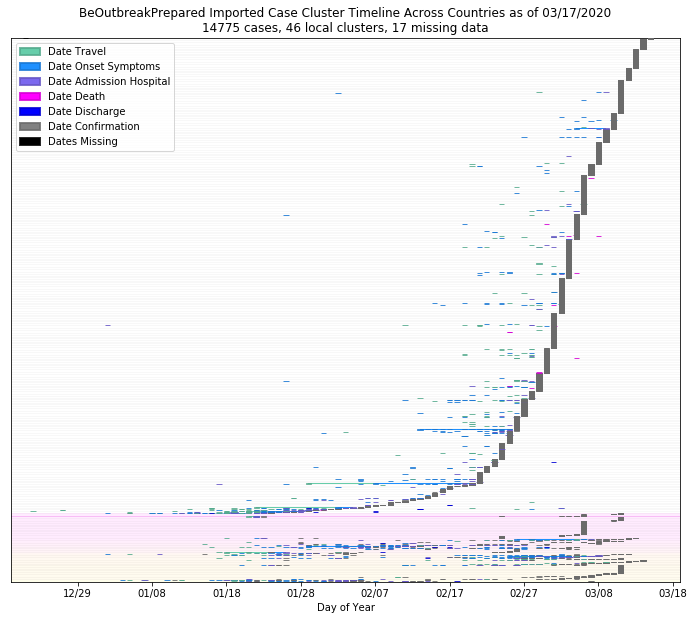 BeOutbreakPrepared Imported Case Cluster Timeline Across Countries as of 03/17/2020
14775 cases, 46 local clusters, 17 missing data
Date Travel
Date Onset Symptoms
Date Admission Hospital
Date Death
Date Discharge
Date Confirmation
Dates Missing
12/29 01/08 01/18 01/28 02/07 02/17 02/27 03/08 03/18
Day of Year